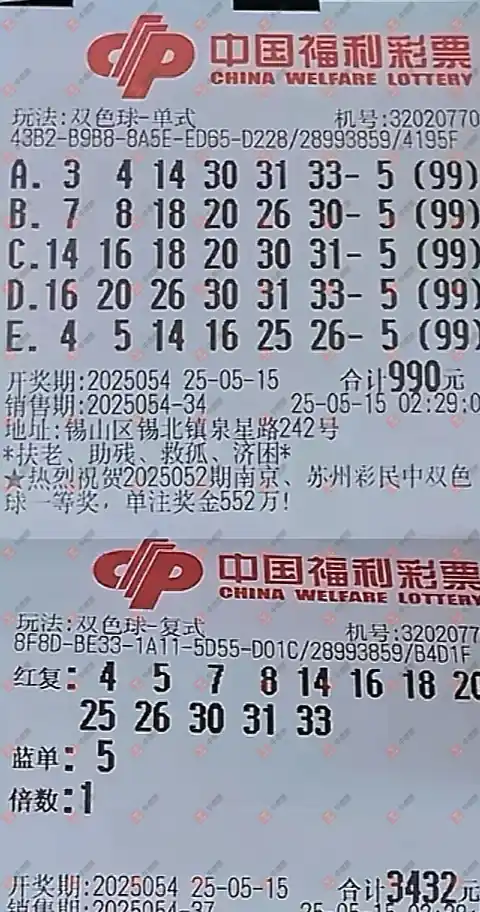 中国福利彩票
CHINA WELFARE LOTTERY
玩法:双色球-单式 机号:32020770
43B2-B9B8-8A5E-ED65-D228/28993859/4195F
A. 3 4 14 30 31 33- 5 (99)
B. 7 8 18 20 26 30- 5 (99)
C.14 16 18 20 30 31- 5 (99)
D.16 20 26 30 31 33- 5 (99)
E. 4 5 14 16 25 26- 5 (99)
开奖期:2025054 25-05-15 合计990元
销售期:2025054-34 25-05-15 02:29:0
地址:锡山区锡北镇泉星路242号
*扶老、助残、救孤、济困*
★热烈祝贺2025052期南京、苏州彩民中双色
球一等奖，单注奖金552万!
中国福利彩票
CHINA WELFARE LOTTERY
玩法:双色球-复式 机号:3202077
8F8D-BE33-1A11-5D55-D01C/28993859/B4D1F
红复: 4 5 7 8 14 16 18 20
25 26 30 31 33
蓝单: 5
倍数:1
开奖期:2025054 25-05-15 合计3432元
销售期:2025054-37